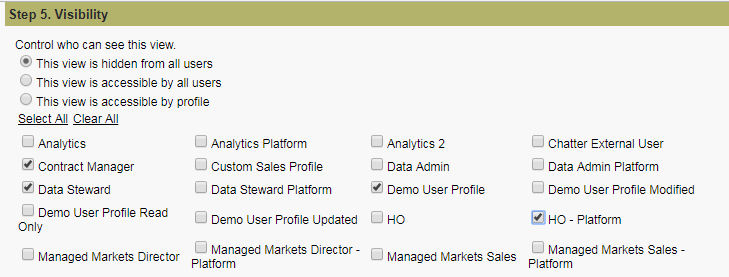 Step 5. Visibility
Control who can see this view.
This view is hidden from all users
This view is accessible by all users
This view is accessible by profile
Select All Clear All
Analytics Analytics Platform Analytics 2 Chatter External User
Contract Manager Custom Sales Profile Data Admin Data Admin Platform
Data Steward Data Steward Platform Demo User Profile Demo User Profile Modified
Demo User Profile Read
Only Demo User Profile Updated HO HO - Platform
Managed Markets Director Managed Markets Director -
Platform Managed Markets Sales Managed Markets Sales -
Platform